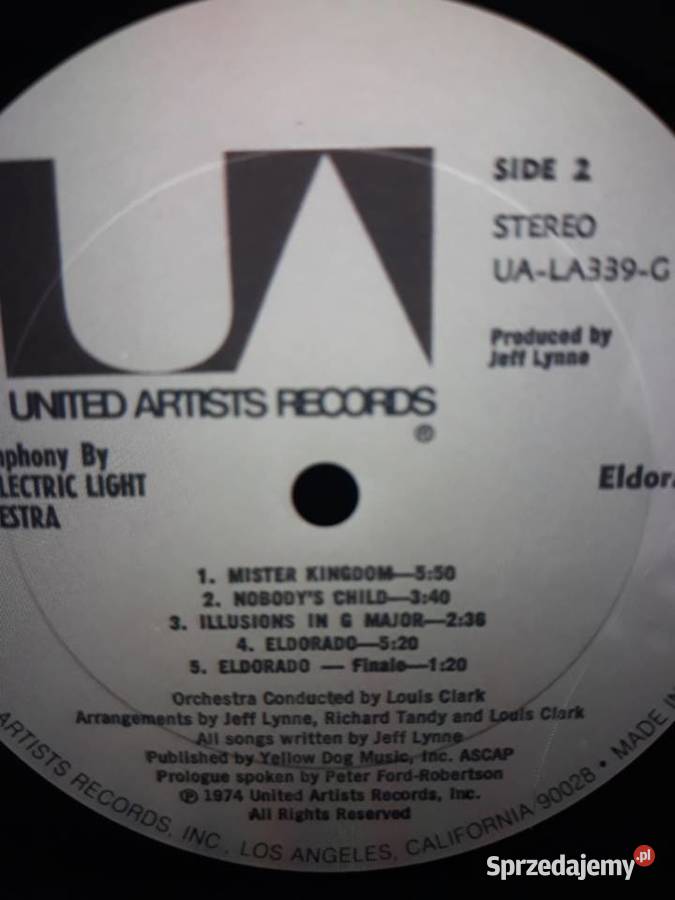 SIDE 2
STEREO
UA-LA339-G
Produced by
Jeff Lynne
UNITED ARTISTS RECORDS
®
mphony By
LECTRIC LIGHT
ESTRA
Eldor
1. MISTER KINGDOM—5:50
2. NOBODY'S CHILD—3:40
3. ILLUSIONS IN G MAJOR—2:36
4. ELDORADO—5:20
5. ELDORADO — Finale—1:20
Orchestra Conducted by Louis Clark
Arrangements by Jeff Lynne, Richard Tandy and Louis Clark
All songs written by Jeff Lynne
Published by Yellow Dog Music, Inc. ASCAP
Prologue spoken by Peter Ford-Robertson
℗ 1974 United Artists Records, Inc.
All Rights Reserved
ARTISTS RECORDS, INC., LOS ANGELES, CALIFORNIA 90028 • MADE IN
Sprzedajemy.pl